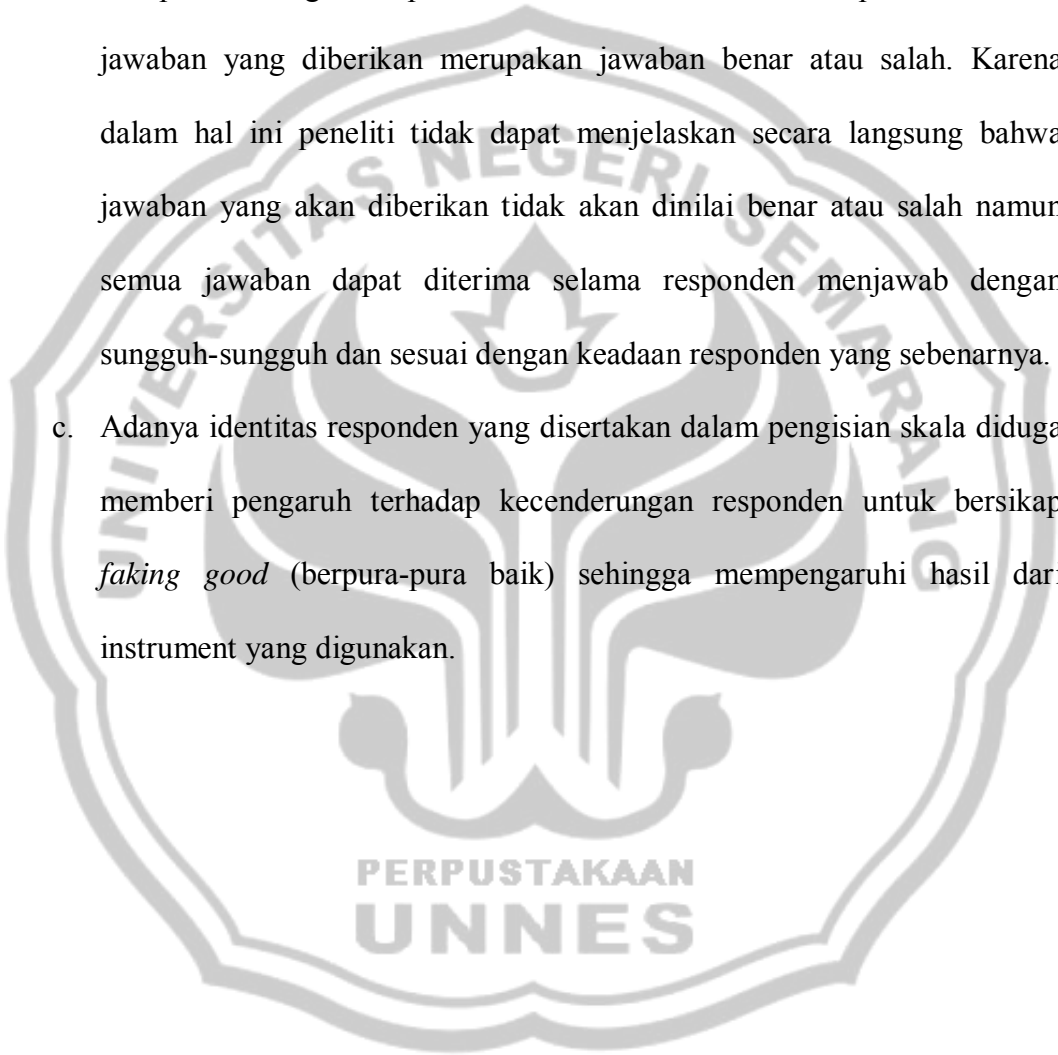 jawaban yang diberikan merupakan jawaban benar atau salah. Karena
dalam hal ini peneliti tidak dapat menjelaskan secara langsung bahwa
jawaban yang akan diberikan tidak akan dinilai benar atau salah namun
semua jawaban dapat diterima selama responden menjawab dengan
sungguh-sungguh dan sesuai dengan keadaan responden yang sebenarnya.
c. Adanya identitas responden yang disertakan dalam pengisian skala diduga
memberi pengaruh terhadap kecenderungan responden untuk bersikap
faking good (berpura-pura baik) sehingga mempengaruhi hasil dari
instrument yang digunakan.
UNIVERSITAS NEGERI SEMARANG
PERPUSTAKAAN
UNNES